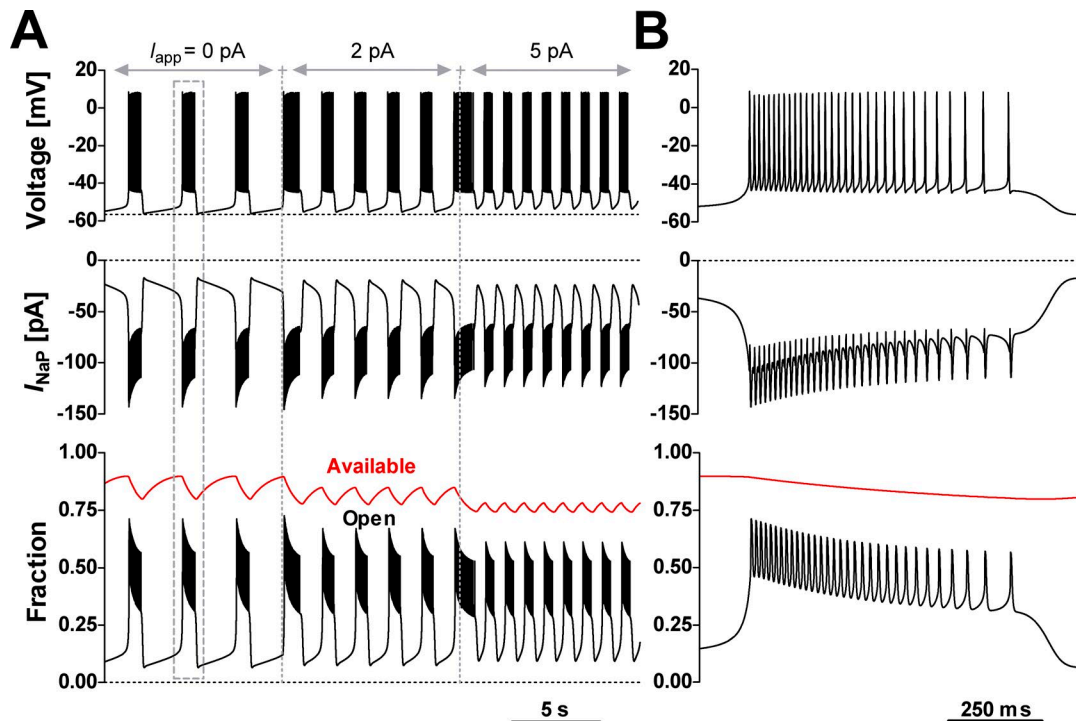 A
B
I_app = 0 pA
2 pA
5 pA
Voltage [mV]
20
0
-20
-40
-60
20
0
-20
-40
-60
I_NaP [pA]
0
-50
-100
-150
0
-50
-100
-150
Fraction
1.00
0.75
0.50
0.25
0.00
Available
Open
1.00
0.75
0.50
0.25
0.00
5 s
250 ms